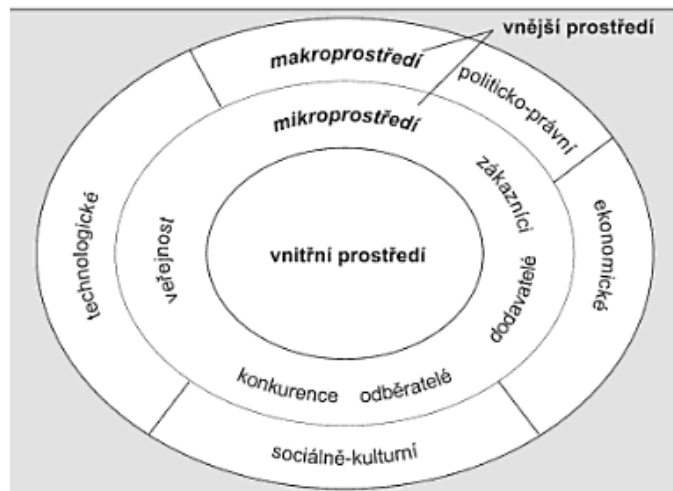 vnější prostředí
makroprostředí
politicko-právní
mikroprostředí
zákazníci
technologické
veřejnost
vnitřní prostředí
ekonomické
dodavatelé
konkurence odběratelé
sociálně-kulturní